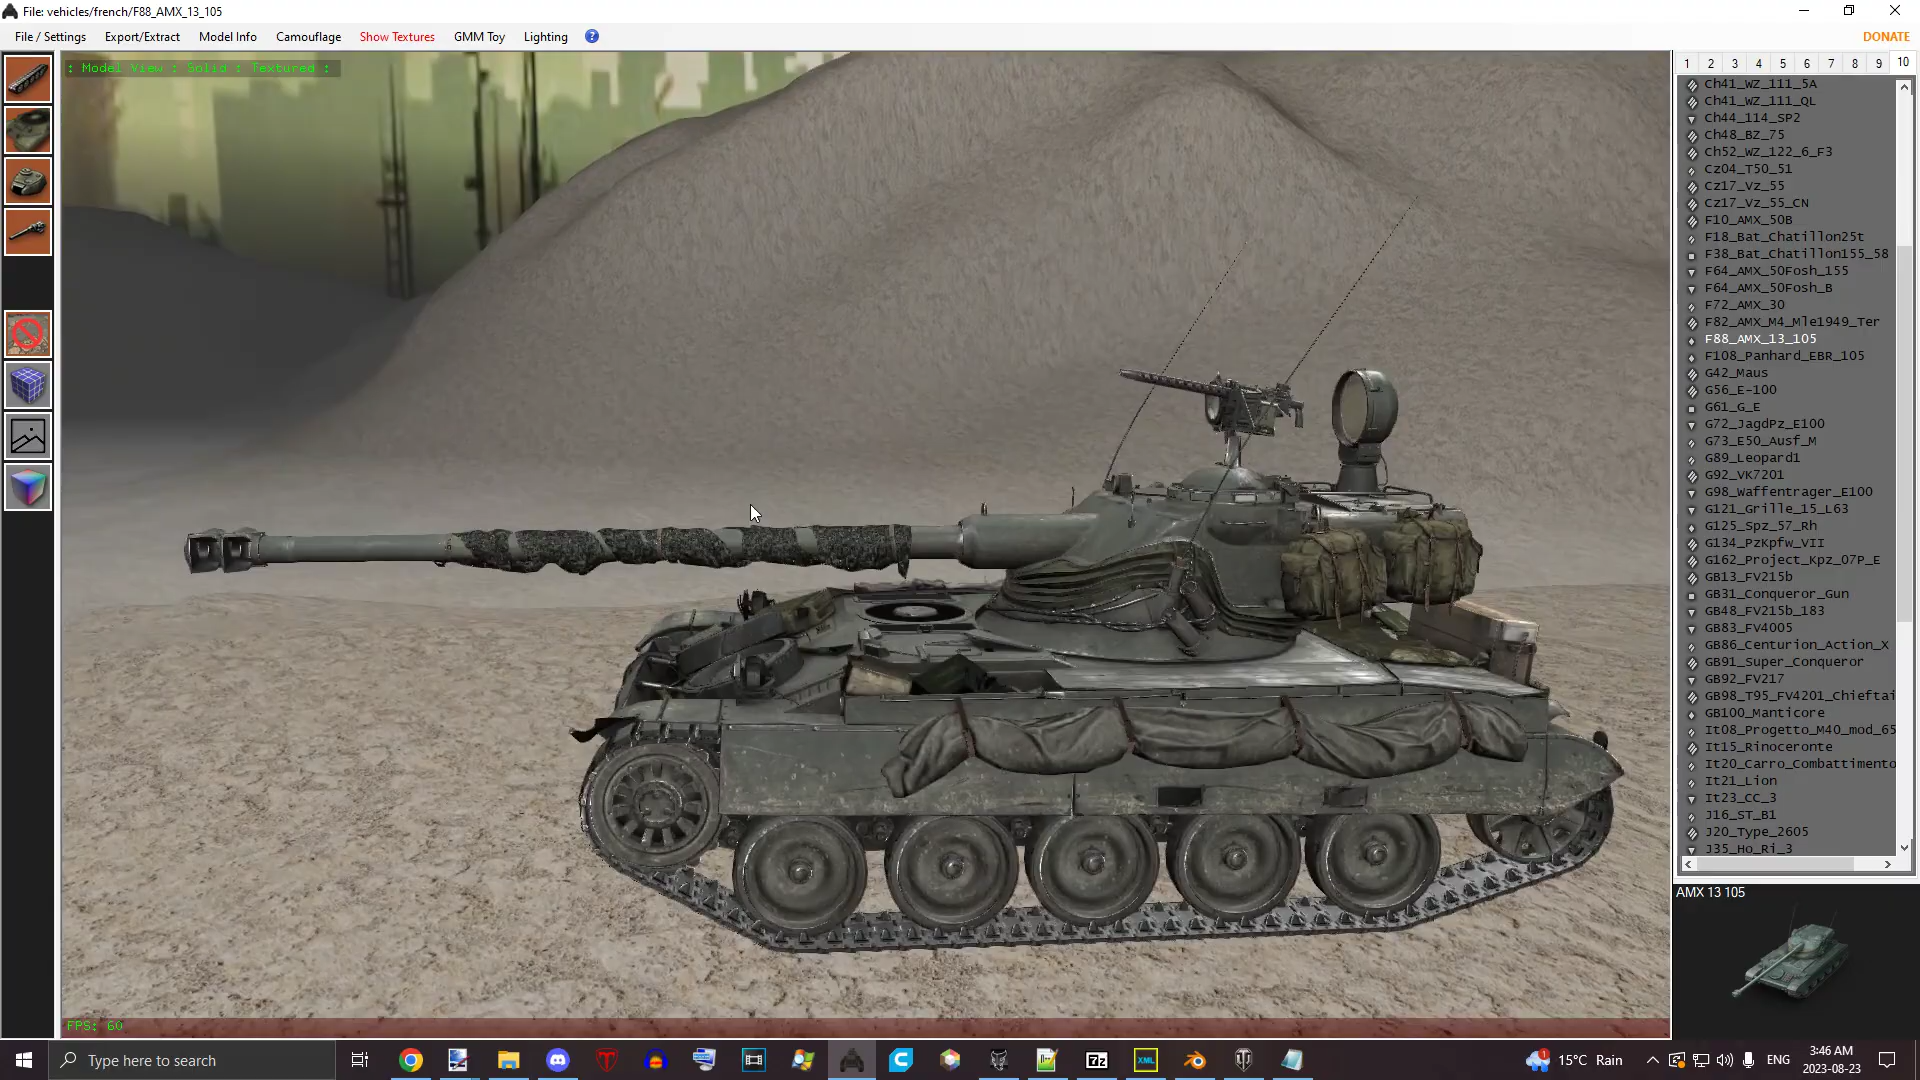 File: vehicles/french/F88_AMX_13_105
File / Settings Export/Extract Model Info Camouflage Show Textures GMM Toy Lighting ? DONATE
: Model View : Solid : Textured :
1 2 3 4 5 6 7 8 9 10
Ch41_WZ_111_5A
Ch41_WZ_111_QL
Ch44_114_SP2
Ch48_BZ_75
Ch52_WZ_122_6_F3
Cz04_T50_51
Cz17_Vz_55
Cz17_Vz_55_CN
F10_AMX_50B
F18_Bat_Chatillon25t
F38_Bat_Chatillon155_58
F64_AMX_50Fosh_155
F64_AMX_50Fosh_B
F72_AMX_30
F82_AMX_M4_Mle1949_Ter
F88_AMX_13_105
F108_Panhard_EBR_105
G42_Maus
G56_E-100
G61_G_E
G72_JagdPz_E100
G73_E50_Ausf_M
G89_Leopard1
G92_VK7201
G98_Waffentrager_E100
G121_Grille_15_L63
G125_Spz_57_Rh
G134_PzKpfw_VII
G162_Project_Kpz_07P_E
GB13_FV215b
GB31_Conqueror_Gun
GB48_FV215b_183
GB83_FV4005
GB86_Centurion_Action_X
GB91_Super_Conqueror
GB92_FV217
GB98_T95_FV4201_Chieftai
GB100_Manticore
It08_Progetto_M40_mod_65
It15_Rinoceronte
It20_Carro_Combattimento
It21_Lion
It23_CC_3
J16_ST_B1
J20_Type_2605
J35_Ho_Ri_3
AMX 13 105
FPS: 60
Type here to search
7z
XML
1
15°C Rain
ENG
3:46 AM
2023-08-23